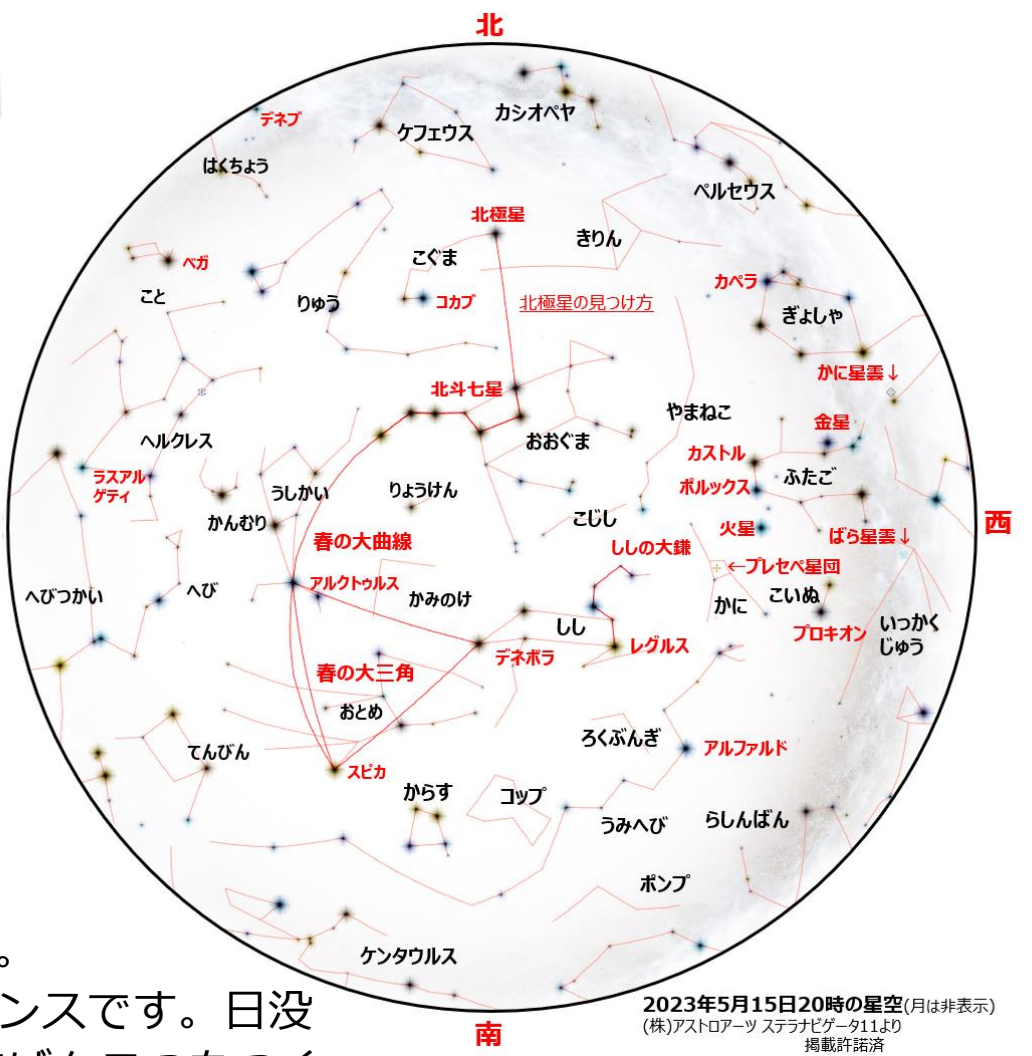 北
カシオペヤ
デネブ
ケフェウス
はくちょう
ペルセウス
北極星
きりん
こぐま
ベガ
カペラ
こと
りゅう
コカブ
北極星の見つけ方
ぎょしゃ
かに星雲↓
北斗七星
やまねこ
金星
ヘルクレス
おおぐま
カストル
ラスアル
ゲティ
ふたご
うしかい
りょうけん
ポルックス
かんむり
こじし
火星
ばら星雲↓
西
春の大曲線
ししの大鎌
←プレセペ星団
アルクトゥルス
へびつかい
へび
かみのけ
かに
こいぬ
しし
プロキオン
いっかく
じゅう
デネボラ
レグルス
春の大三角
おとめ
ろくぶんぎ
アルファルド
てんびん
スピカ
からす
コップ
うみへび
らしんばん
ポンプ
ケンタウルス
。
ンスです。日没
南
2023年5月15日20時の星空(月は非表示)
(株)アストロアーツ ステラナビゲータ11より
掲載許諾済